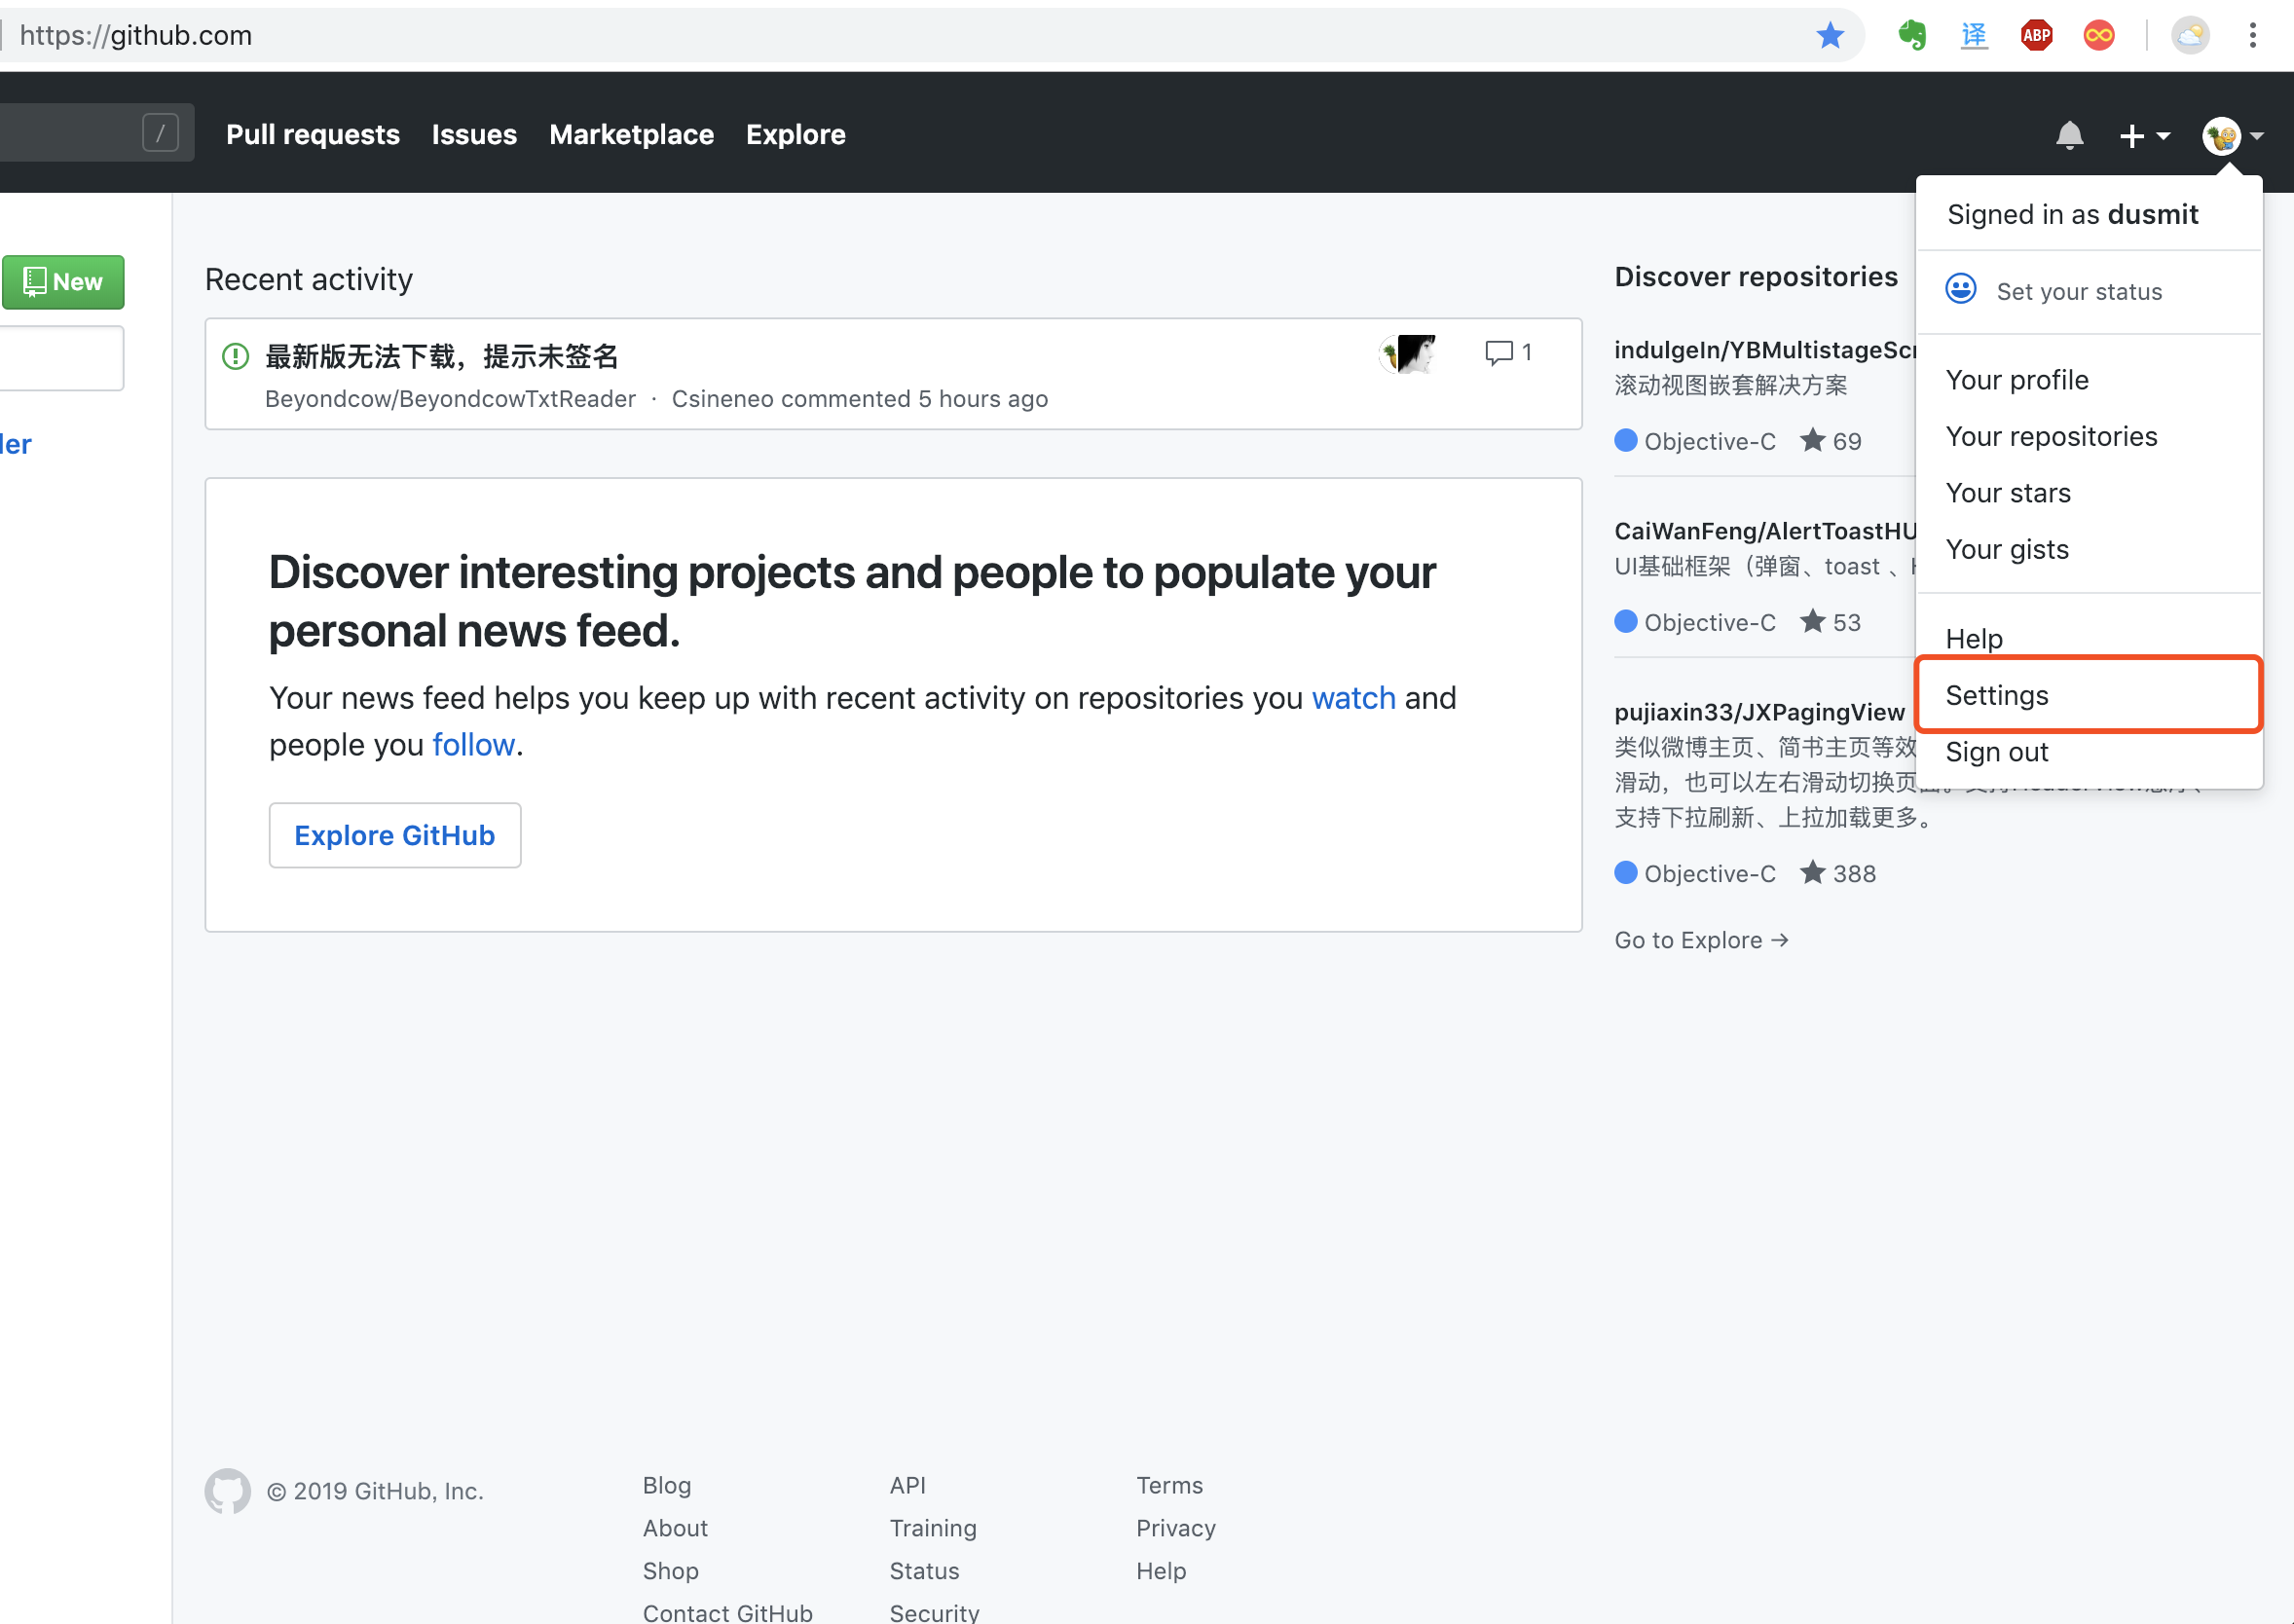 https://github.com
译
ABP
/
Pull requests
Issues
Marketplace
Explore
Signed in as dusmit
Set your status
Your profile
Your repositories
Your stars
Your gists
Help
Settings
Sign out
New
ler
Recent activity
最新版无法下载，提示未签名
1
Beyondcow/BeyondcowTxtReader · Csineneo commented 5 hours ago
Discover interesting projects and people to populate your
personal news feed.
Your news feed helps you keep up with recent activity on repositories you watch and
people you follow.
Explore GitHub
Discover repositories
indulgeIn/YBMultistageScr
滚动视图嵌套解决方案
Objective-C 69
CaiWanFeng/AlertToastHU
UI基础框架（弹窗、toast 、
Objective-C 53
pujiaxin33/JXPagingView
类似微博主页、简书主页等效
滑动，也可以左右滑动切换页
支持下拉刷新、上拉加载更多。
Objective-C 388
Go to Explore →
© 2019 GitHub, Inc.
Blog
About
Shop
Contact GitHub
API
Training
Status
Security
Terms
Privacy
Help